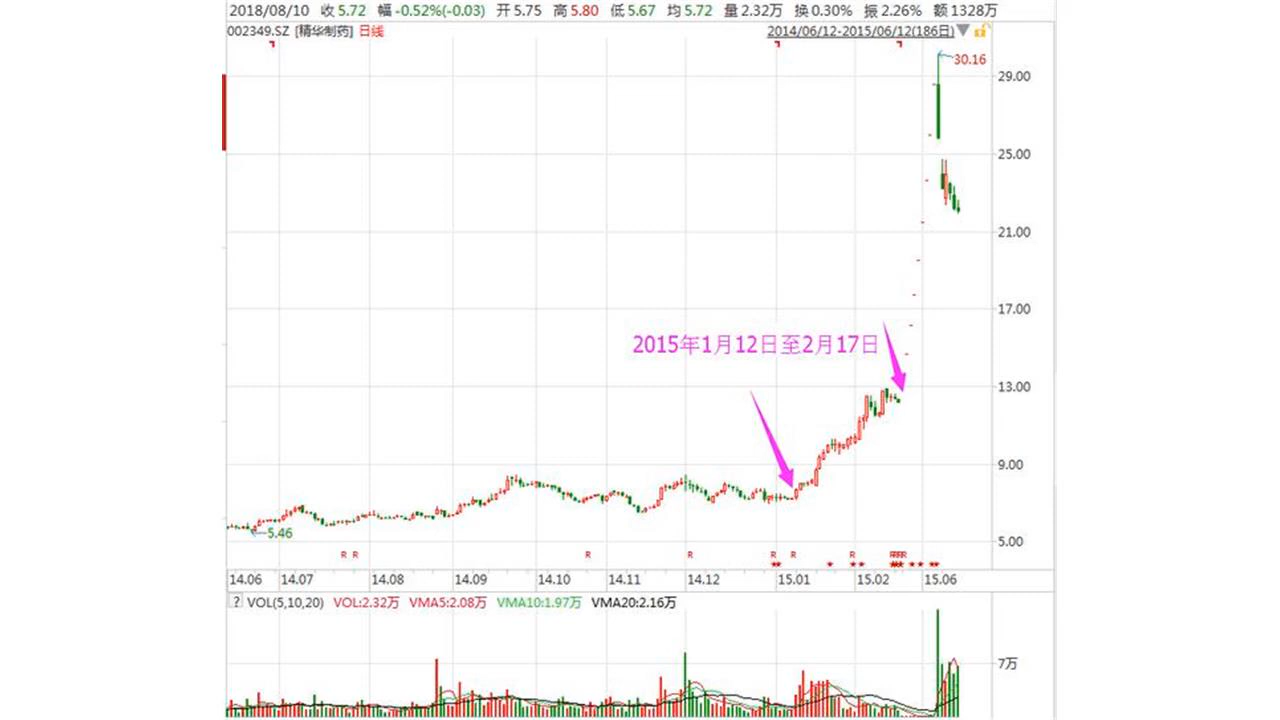 2018/08/10 收 5.72 幅 -0.52%(-0.03) 开 5.75 高 5.80 低 5.67 均 5.72 量 2.32万 换 0.30% 振 2.26% 额 1328万
002349.SZ [精华制药] 日线 2014/06/12-2015/06/12(186日)
30.16
29.00
25.00
21.00
17.00
2015年1月12日至2月17日
13.00
9.00
5.46
5.00
R R R R R R R R R R R
14.06 14.07 14.08 14.09 14.10 14.11 14.12 15.01 15.02 15.06
? VOL(5,10,20) VOL:2.32万 VMA5:2.08万 VMA10:1.97万 VMA20:2.16万
7万